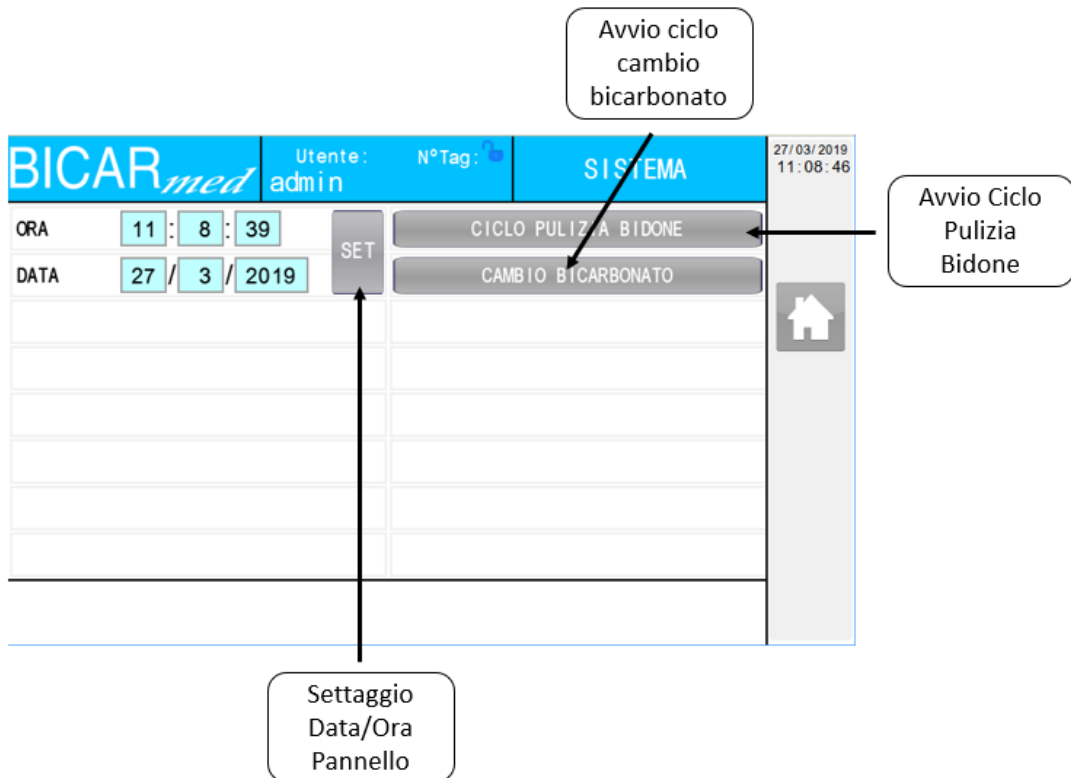 Avvio ciclo
cambio
bicarbonato
BICARmed
Utente:
admin
N°Tag:
SISTEMA
27/03/2019
11:08:46
ORA 11 : 8 : 39
SET
CICLO PULIZIA BIDONE
DATA 27 / 3 / 2019
CAMBIO BICARBONATO
Avvio Ciclo
Pulizia
Bidone
Settaggio
Data/Ora
Pannello